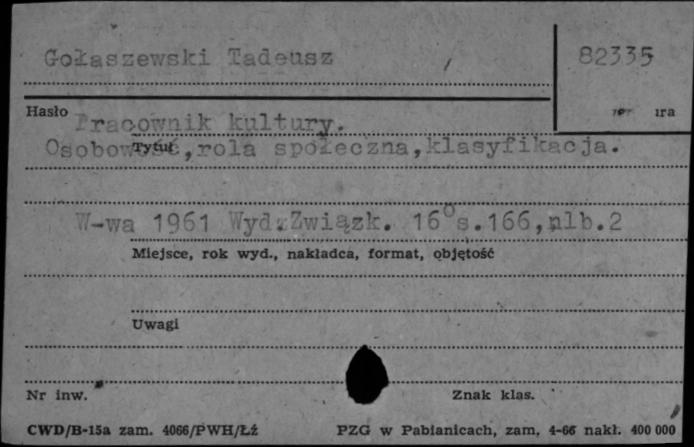 Gołaszewski Tadeusz / 82335
Hasło
Pracownik kultury.
Osobowość,rola społeczna,klasyfikacja.
Tytuł
W-wa 1961 Wyd.Związk. 16° s.166,nlb.2
Miejsce, rok wyd., nakładca, format, objętość
Uwagi
Nr inw. Znak klas.
CWD/B-15a zam. 4066/PWH/Łź PZG w Pabianicach, zam. 4-66 nakł. 400 000